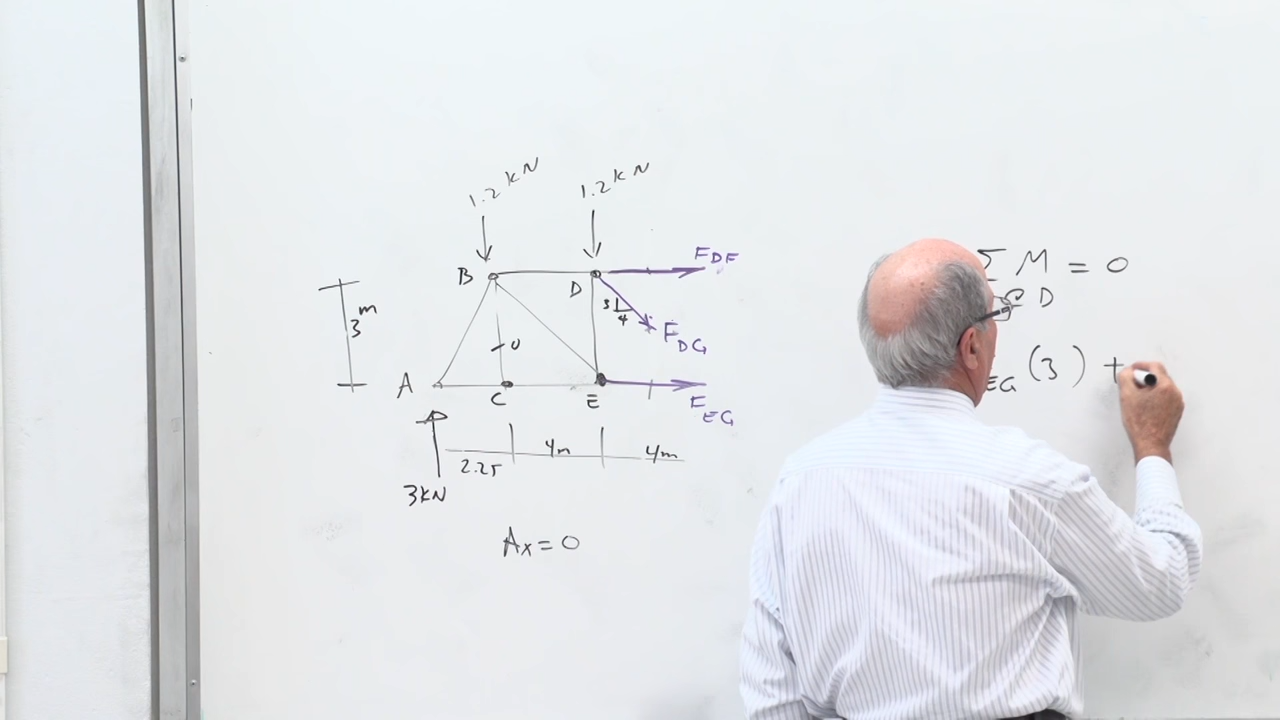 1.2 kN 1.2 kN
B D FDF
3 m
3 4 FDG
0
A C E FEG
2.25 4m 4m
3KN
Ax = 0
Σ M = 0
D
EG (3) +